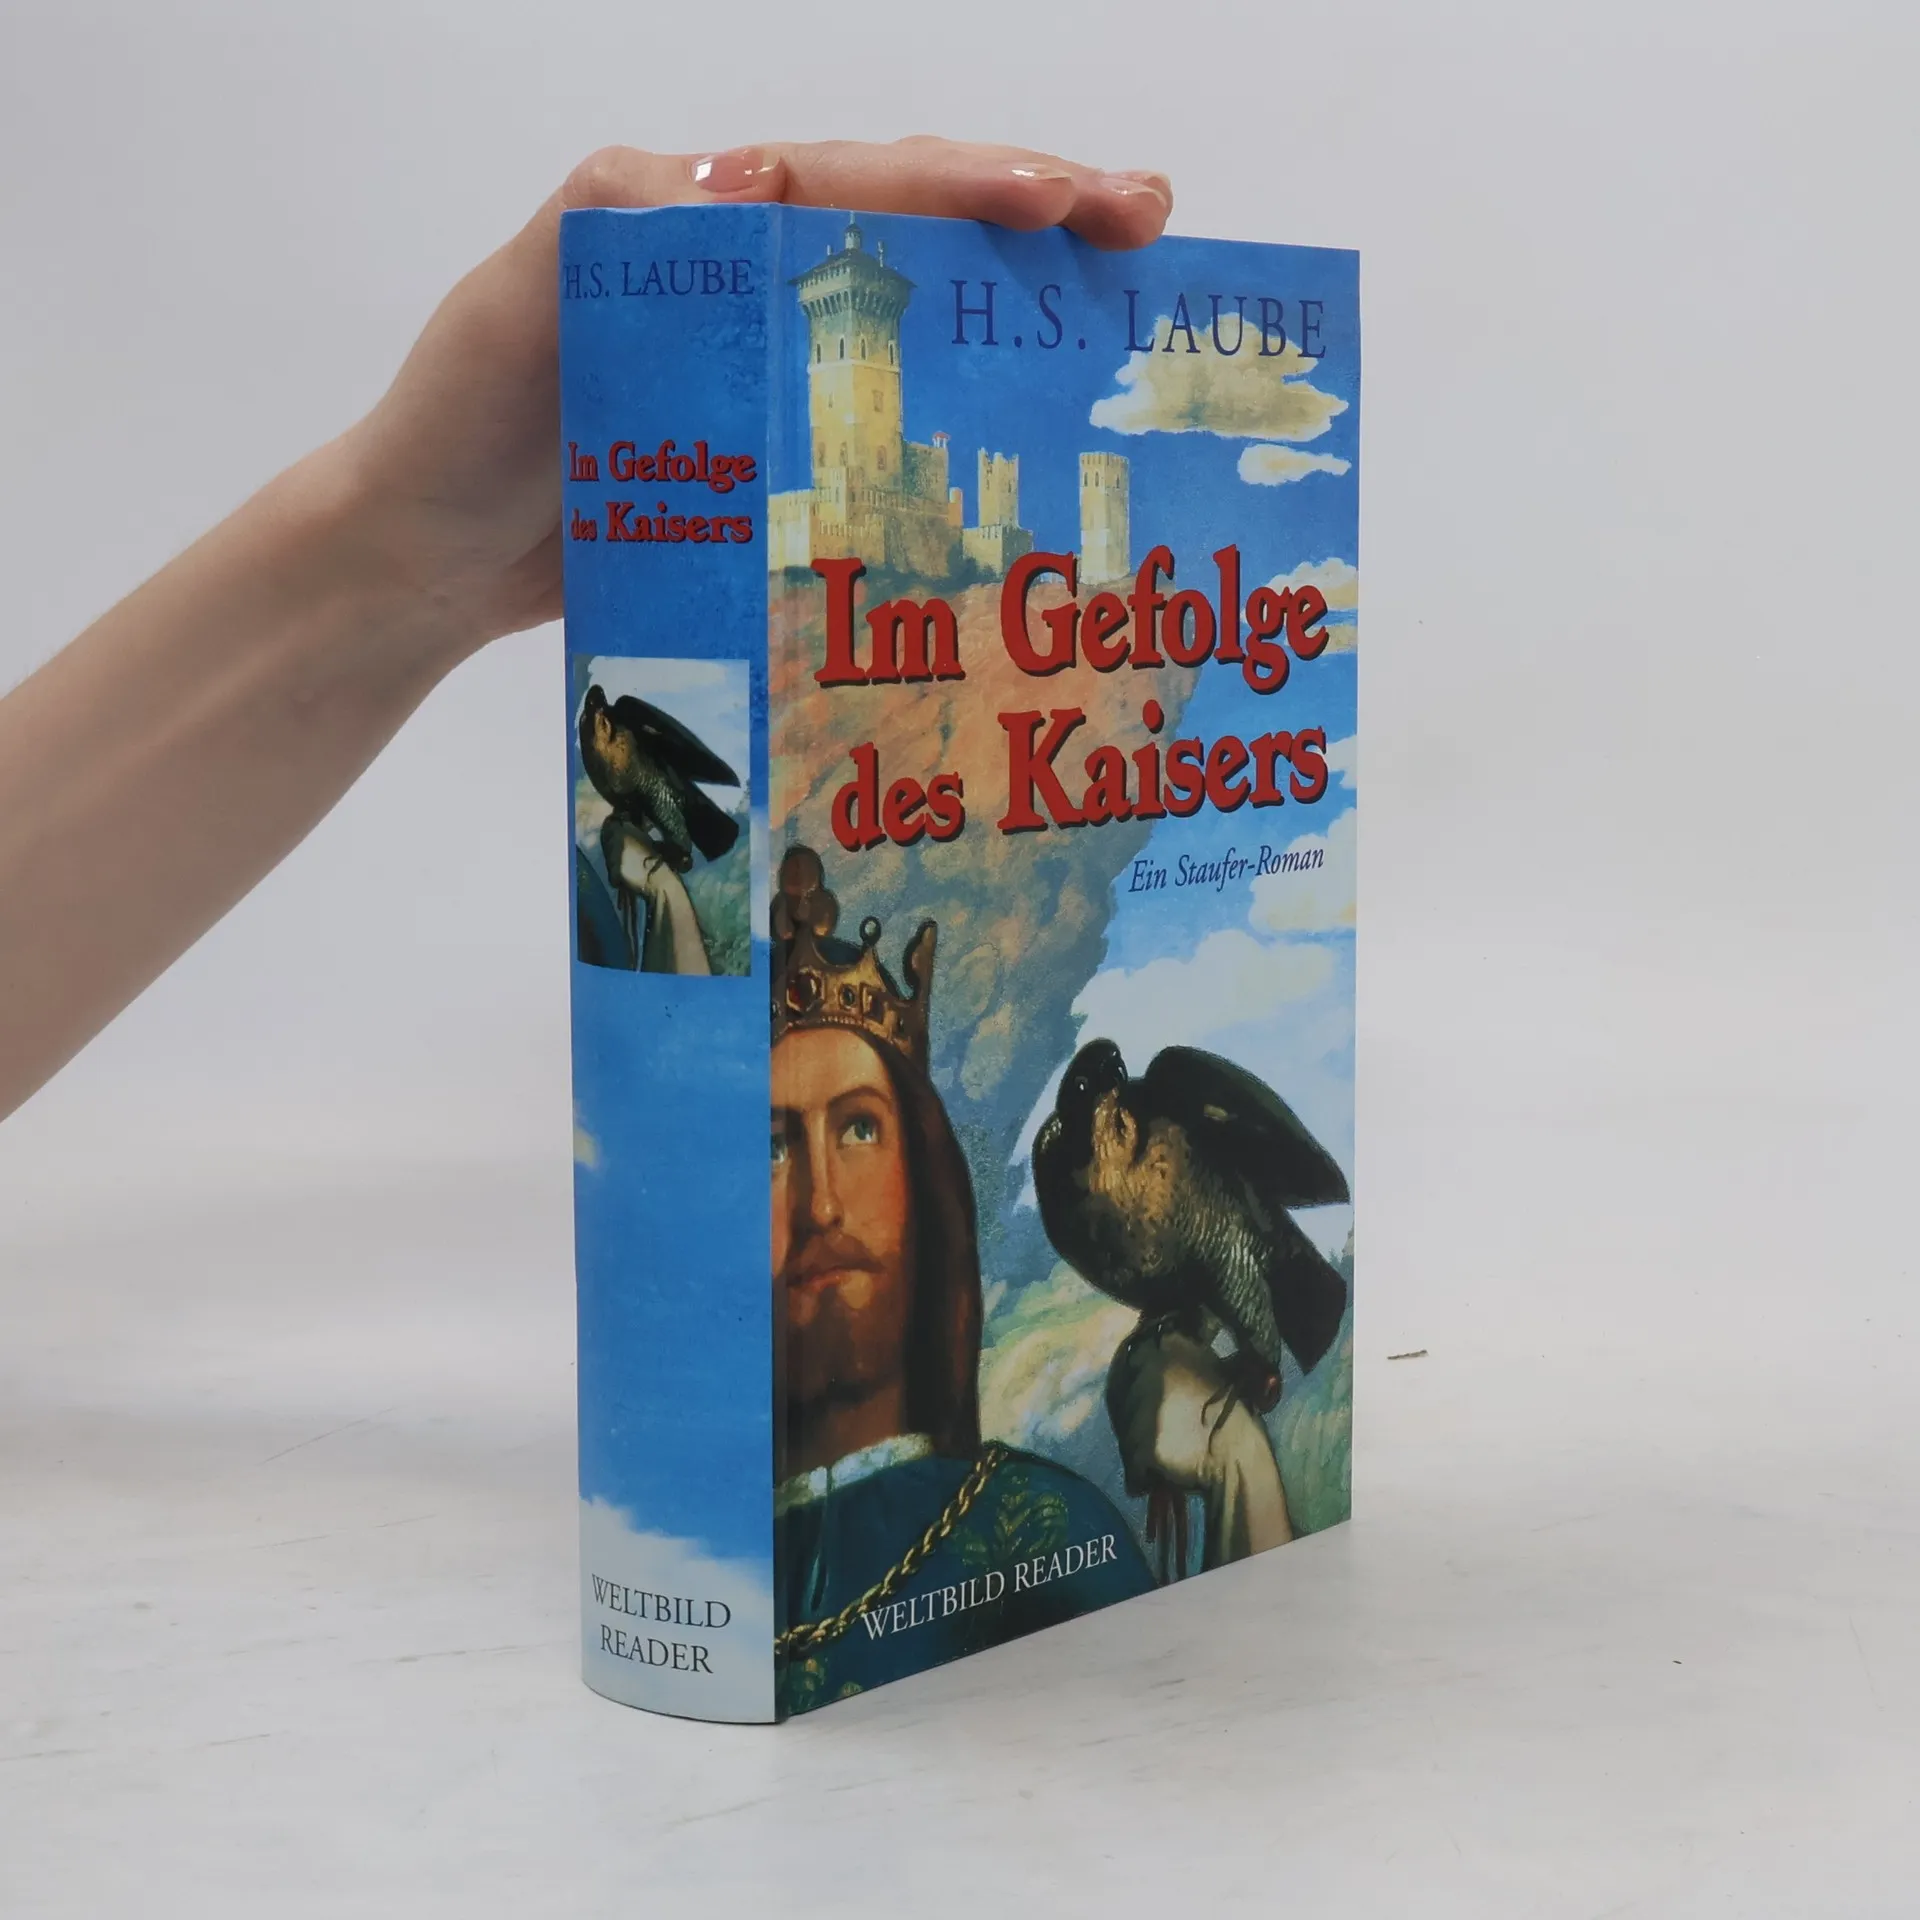 H.S. LAUBE
Im Gefolge
des Kaisers
WELTBILD
READER
H.S. LAUBE
Im Gefolge
des Kaisers
Ein Staufer-Roman
WELTBILD READER